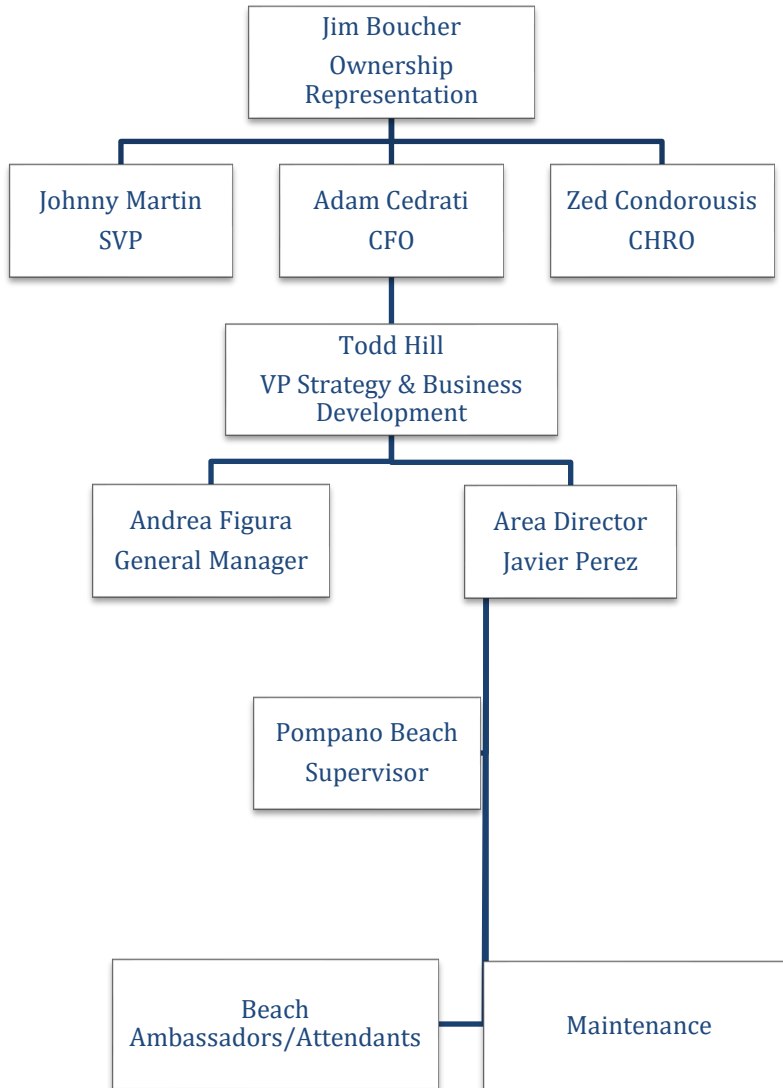 Jim Boucher
Ownership
Representation
Johnny Martin
SVP
Adam Cedrati
CFO
Zed Condorousis
CHRO
Todd Hill
VP Strategy & Business
Development
Andrea Figura
General Manager
Area Director
Javier Perez
Pompano Beach
Supervisor
Beach
Ambassadors/Attendants
Maintenance